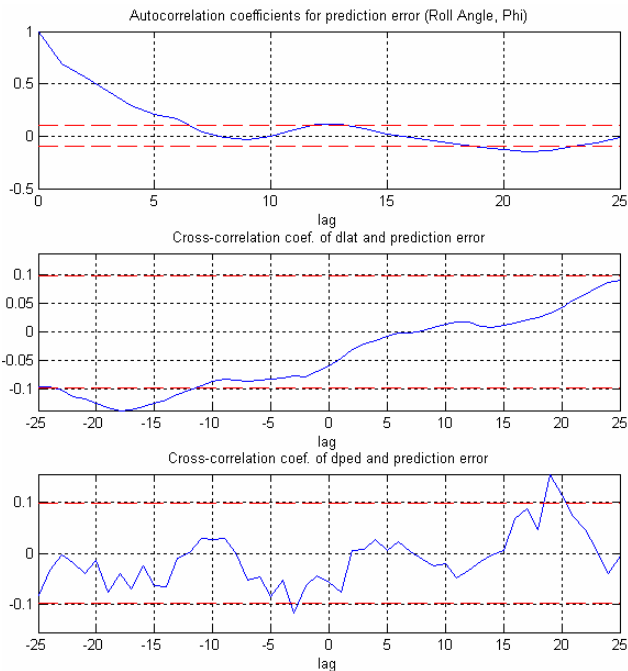 Autocorrelation coefficients for prediction error (Roll Angle, Phi)
1
0.5
0
-0.5
0 5 10 15 20 25
lag
Cross-correlation coef. of dlat and prediction error
0.1
0.05
0
-0.05
-0.1
-25 -20 -15 -10 -5 0 5 10 15 20 25
lag
Cross-correlation coef. of dped and prediction error
0.1
0
-0.1
-25 -20 -15 -10 -5 0 5 10 15 20 25
lag